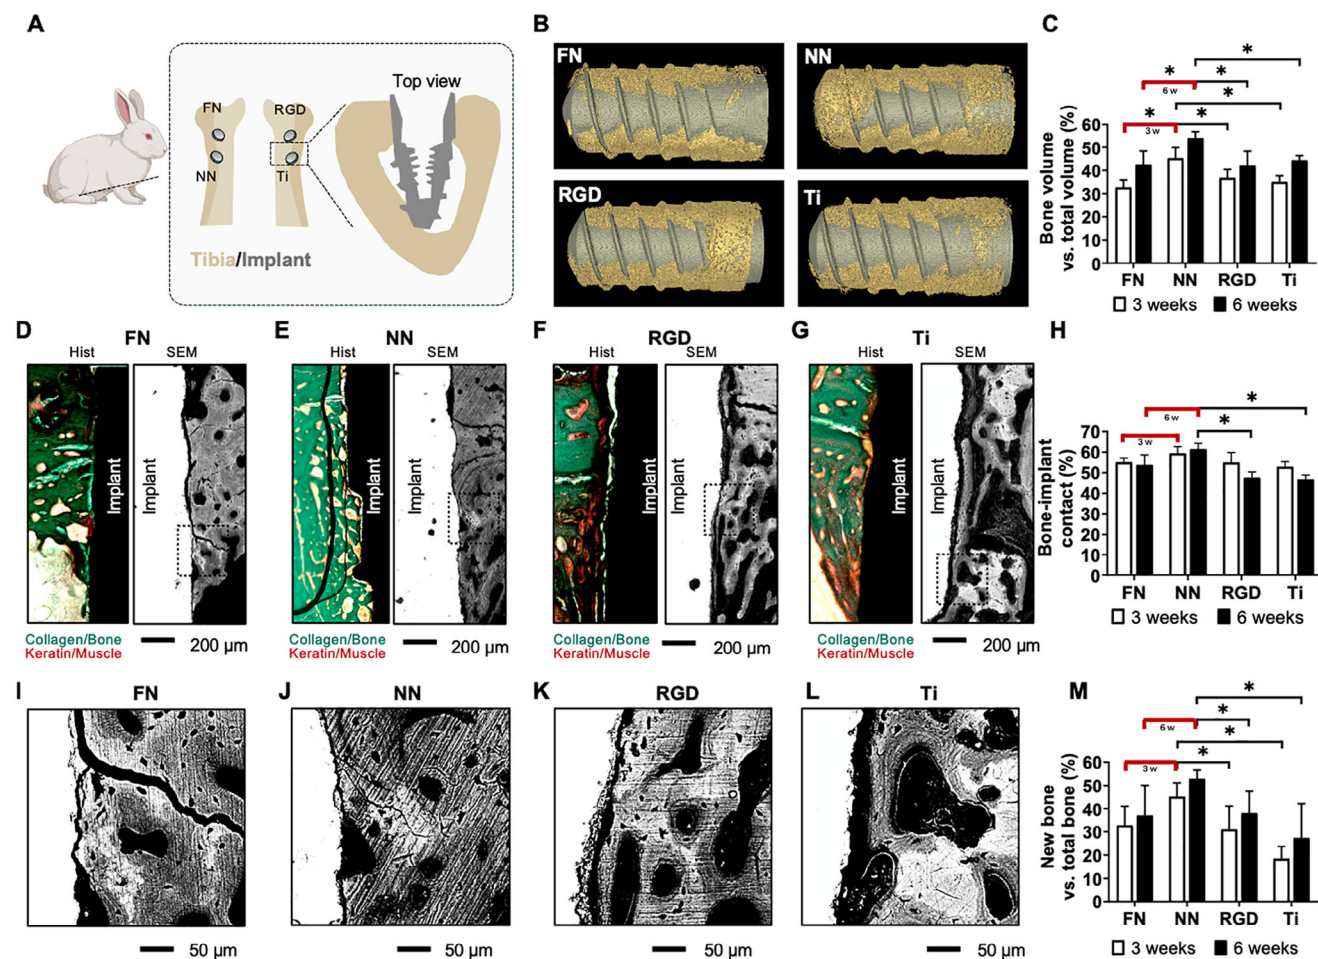 A
FN
RGD
NN
Ti
Top view
Tibia/Implant
B
FN
NN
RGD
Ti
C
Bone volume
vs. total volume (%)
60
50
40
30
20
10
0
* *
6 w
*
* *
3 w
*
FN NN RGD Ti
3 weeks 6 weeks
D FN
Hist SEM
Implant
Implant
Collagen/Bone
Keratin/Muscle
200 µm
E NN
Hist SEM
Implant
Implant
Collagen/Bone
Keratin/Muscle
200 µm
F RGD
Hist SEM
Implant
Implant
Collagen/Bone
Keratin/Muscle
200 µm
G Ti
Hist SEM
Implant
Implant
Collagen/Bone
Keratin/Muscle
200 µm
H
Bone-implant
contact (%)
70
60
50
40
30
20
10
0
*
6 w
*
3 w
FN NN RGD Ti
3 weeks 6 weeks
I FN
50 µm
J NN
50 µm
K RGD
50 µm
L Ti
50 µm
M
New bone
vs. total bone (%)
60
50
40
30
20
10
0
*
*
6 w
*
*
3 w
FN NN RGD Ti
3 weeks 6 weeks